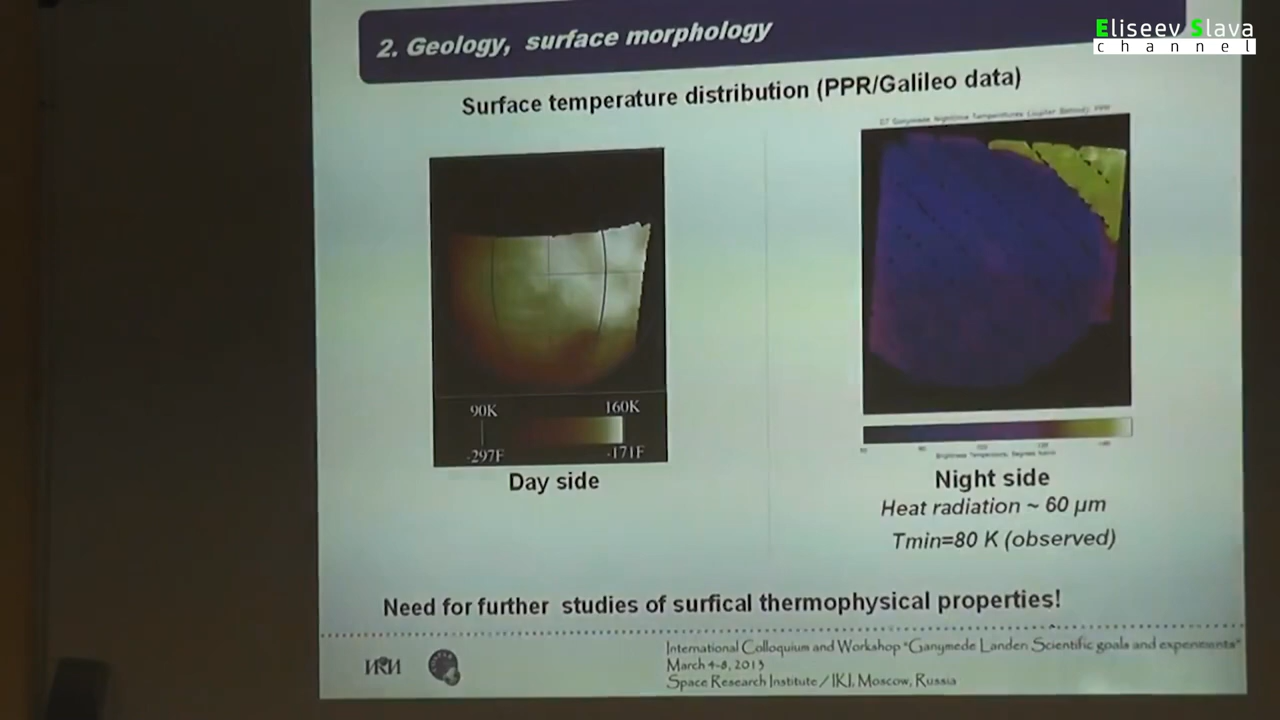 Eliseev Slava
channel
2. Geology, surface morphology
Surface temperature distribution (PPR/Galileo data)
90K 160K
-297F -171F
Day side
Night side
Heat radiation ~ 60 µm
Tmin=80 K (observed)
Need for further studies of surfical thermophysical properties!
International Colloquium and Workshop "Ganymede Lander: Scientific goals and experiments"
March 4-8, 2013
Space Research Institute / IKI, Moscow, Russia
ИКИ